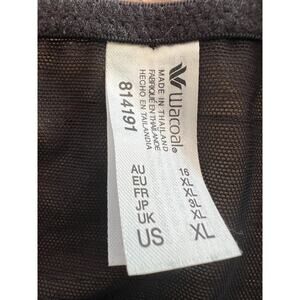 Wacoal®
MADE IN THAILAND
FABRIQUÉ EN THAÏLANDE
HECHO EN TAILANDIA
814191
AU 16
EU XL
FR XL
JP 3L
UK XL
US XL